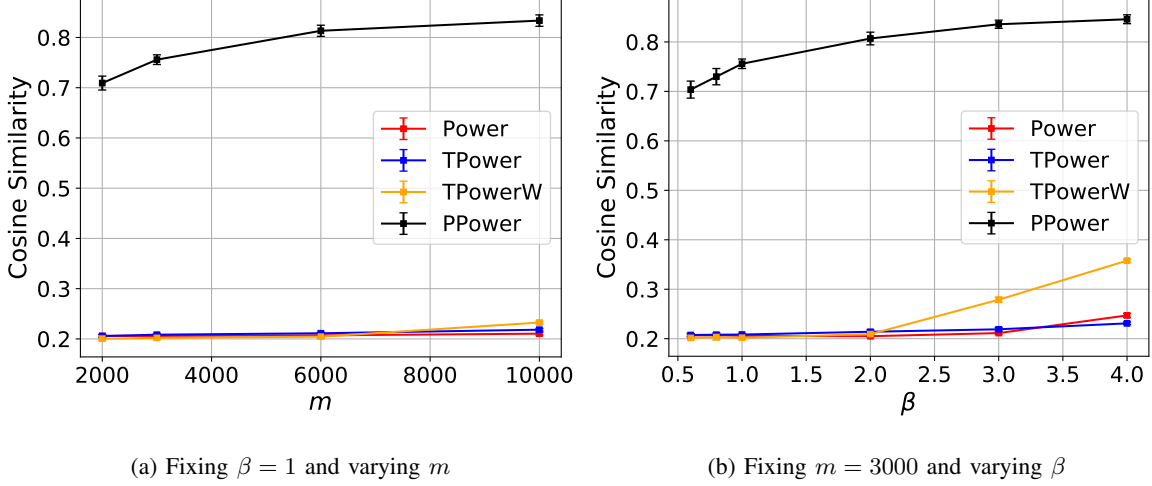 Cosine Similarity
0.8
0.7
0.6
0.5
0.4
0.3
0.2
Power
TPower
TPowerW
PPower
2000 4000 6000 8000 10000
m
Cosine Similarity
0.8
0.7
0.6
0.5
0.4
0.3
0.2
Power
TPower
TPowerW
PPower
0.5 1.0 1.5 2.0 2.5 3.0 3.5 4.0
β
(a) Fixing β = 1 and varying m
(b) Fixing m = 3000 and varying β